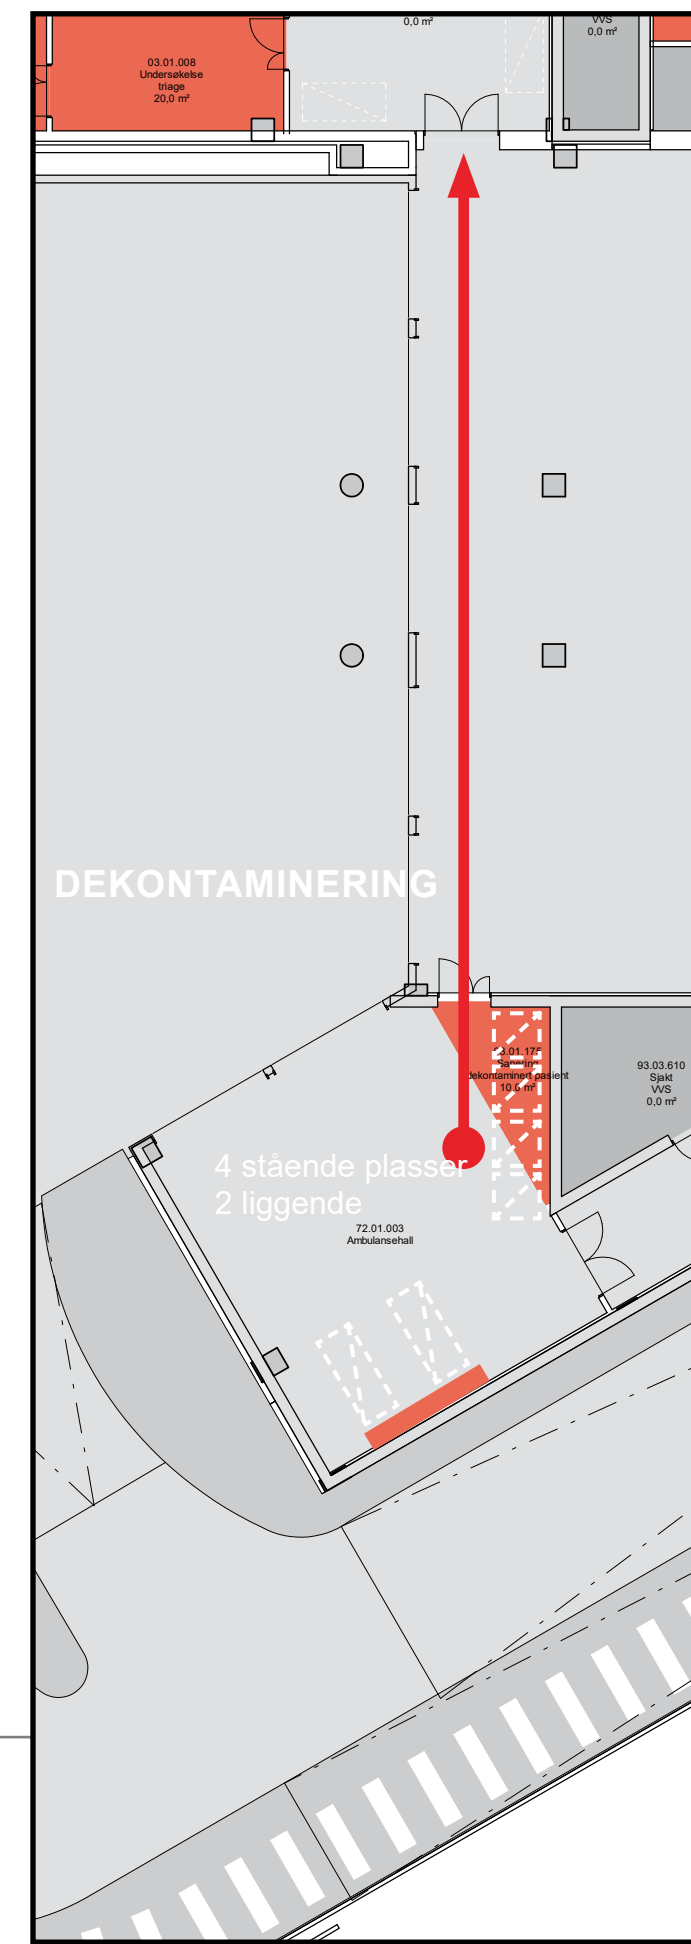 0,0 m²
VVS
0,0 m²
03.01.008
Undersøkelse
triage
20,0 m²
DEKONTAMINERING
Sanering
dekontaminert pasient
10.6 m²
93.03.610
Sjakt
VVS
0,0 m²
4 stående plasser
2 liggende
72.01.003
Ambulansehall